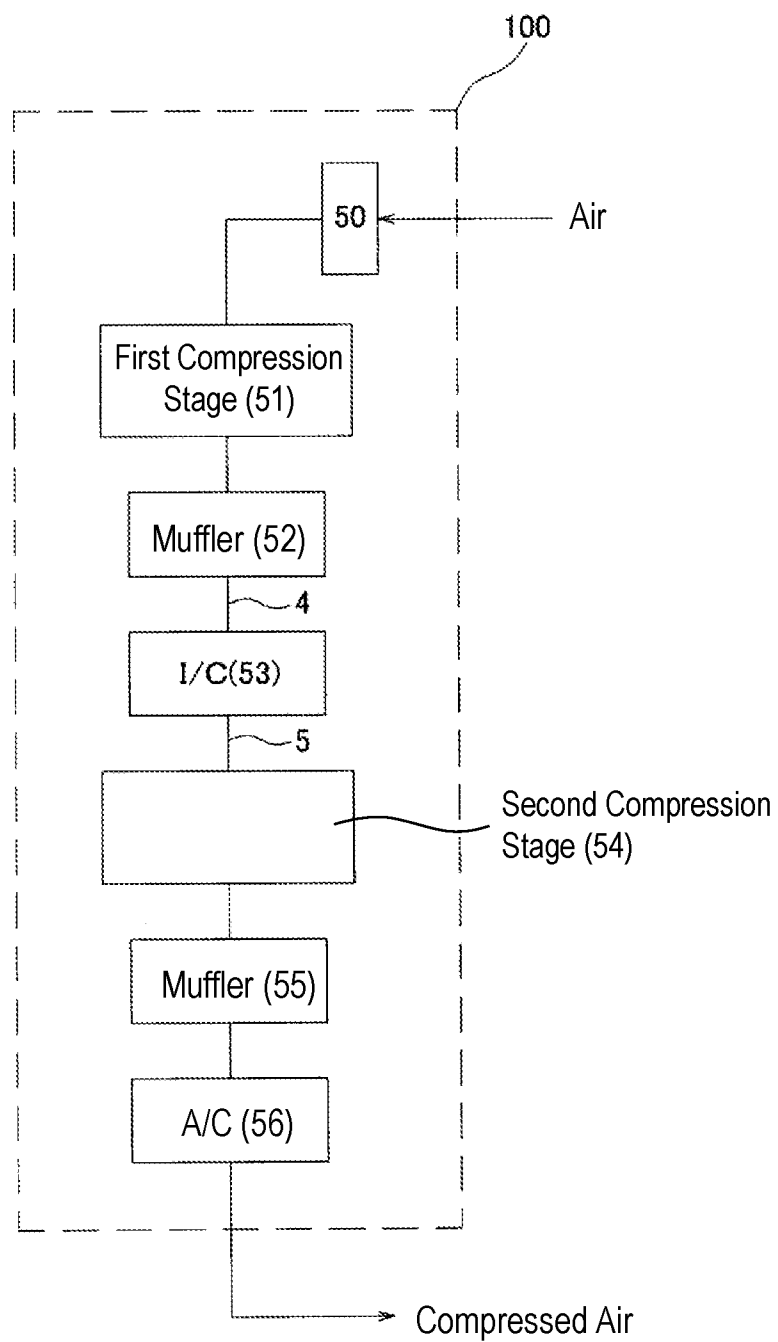 100
50
Air
First Compression
Stage (51)
Muffler (52)
4
I/C(53)
5
Second Compression
Stage (54)
Muffler (55)
A/C (56)
Compressed Air